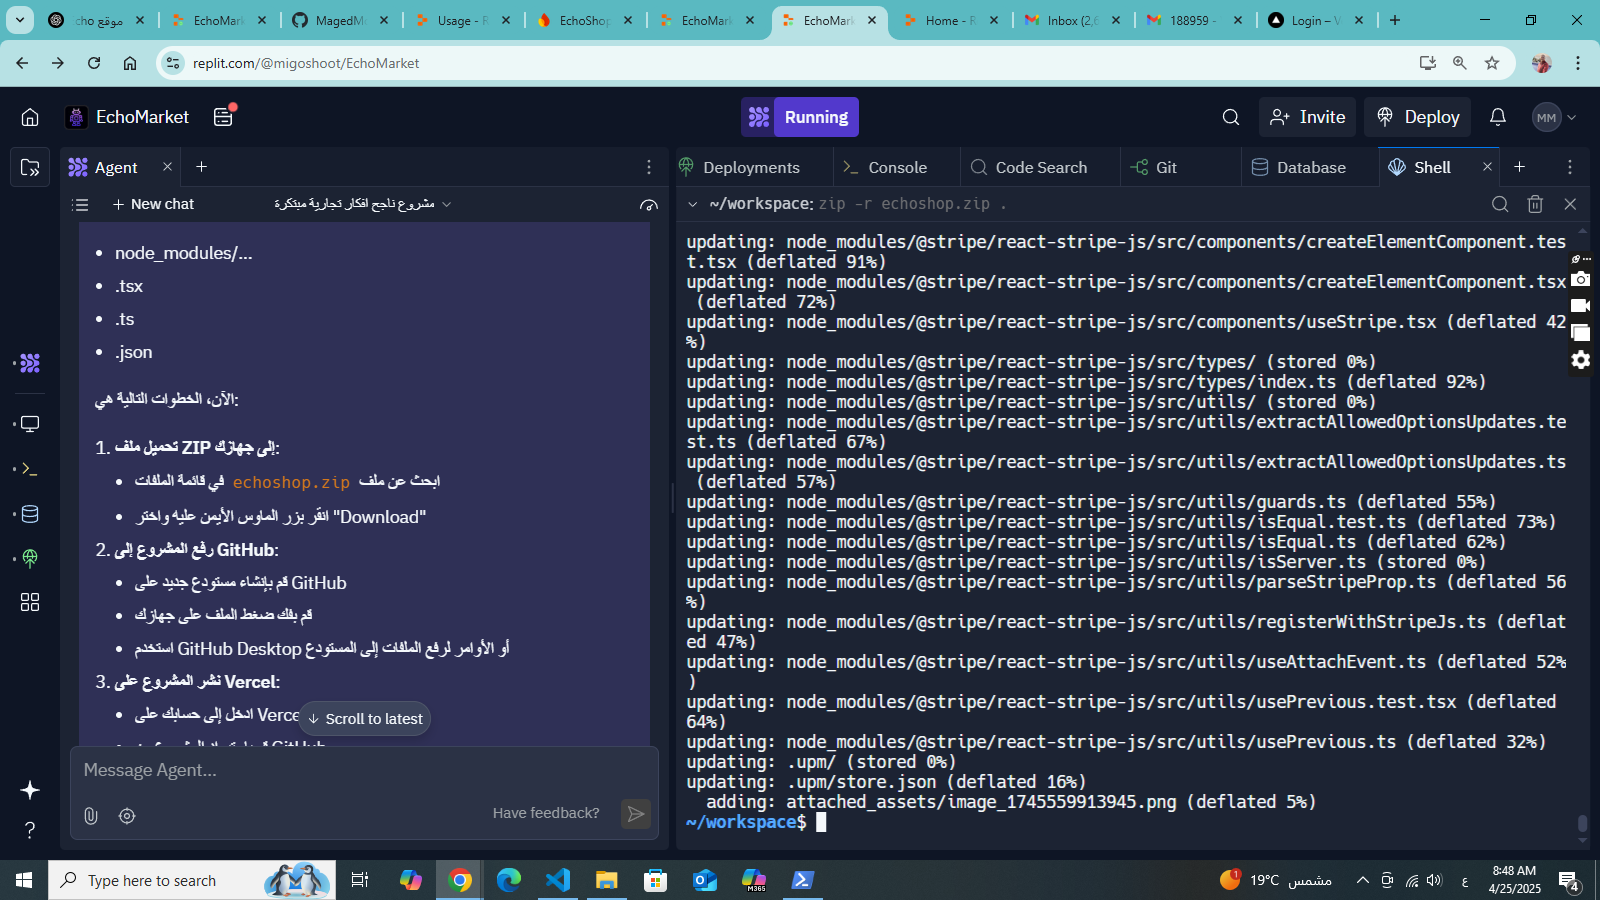 موقع echo
EchoMark
MagedMo
Usage - R
EchoShop
EchoMark
EchoMark
Home - R
Inbox (2,6
188959 -
Login – V
replit.com/@migoshoot/EchoMarket
EchoMarket
Running
Invite
Deploy
MM
Agent
Deployments
Console
Code Search
Git
Database
Shell
New chat
مشروع ناجح افكار تجارية مبتكرة
~/workspace: zip -r echoshop.zip .
• node_modules/...
• .tsx
• .ts
• .json
الآن، الخطوات التالية هي:
1. تحميل ملف ZIP إلى جهازك:
• ابحث عن ملف echoshop.zip في قائمة الملفات
• انقر بزر الماوس الأيمن عليه واختر "Download"
2. رفع المشروع إلى GitHub:
• قم بإنشاء مستودع جديد على GitHub
• قم بفك ضغط الملف على جهازك
• استخدم GitHub Desktop أو الأوامر لرفع الملفات إلى المستودع
3. نشر المشروع على Vercel:
• ادخل إلى حسابك على Verce
Scroll to latest
GitHub
Message Agent...
Have feedback?
updating: node_modules/@stripe/react-stripe-js/src/components/createElementComponent.tes
t.tsx (deflated 91%)
updating: node_modules/@stripe/react-stripe-js/src/components/createElementComponent.tsx
(deflated 72%)
updating: node_modules/@stripe/react-stripe-js/src/components/useStripe.tsx (deflated 42
%)
updating: node_modules/@stripe/react-stripe-js/src/types/ (stored 0%)
updating: node_modules/@stripe/react-stripe-js/src/types/index.ts (deflated 92%)
updating: node_modules/@stripe/react-stripe-js/src/utils/ (stored 0%)
updating: node_modules/@stripe/react-stripe-js/src/utils/extractAllowedOptionsUpdates.te
st.ts (deflated 67%)
updating: node_modules/@stripe/react-stripe-js/src/utils/extractAllowedOptionsUpdates.ts
(deflated 57%)
updating: node_modules/@stripe/react-stripe-js/src/utils/guards.ts (deflated 55%)
updating: node_modules/@stripe/react-stripe-js/src/utils/isEqual.test.ts (deflated 73%)
updating: node_modules/@stripe/react-stripe-js/src/utils/isEqual.ts (deflated 62%)
updating: node_modules/@stripe/react-stripe-js/src/utils/isServer.ts (stored 0%)
updating: node_modules/@stripe/react-stripe-js/src/utils/parseStripeProp.ts (deflated 56
%)
updating: node_modules/@stripe/react-stripe-js/src/utils/registerWithStripeJs.ts (deflat
ed 47%)
updating: node_modules/@stripe/react-stripe-js/src/utils/useAttachEvent.ts (deflated 52%
)
updating: node_modules/@stripe/react-stripe-js/src/utils/usePrevious.test.tsx (deflated
64%)
updating: node_modules/@stripe/react-stripe-js/src/utils/usePrevious.ts (deflated 32%)
updating: .upm/ (stored 0%)
updating: .upm/store.json (deflated 16%)
adding: attached_assets/image_1745559913945.png (deflated 5%)
~/workspace$
Type here to search
M365
1
19°C مشمس
ع
8:48 AM
4/25/2025
4